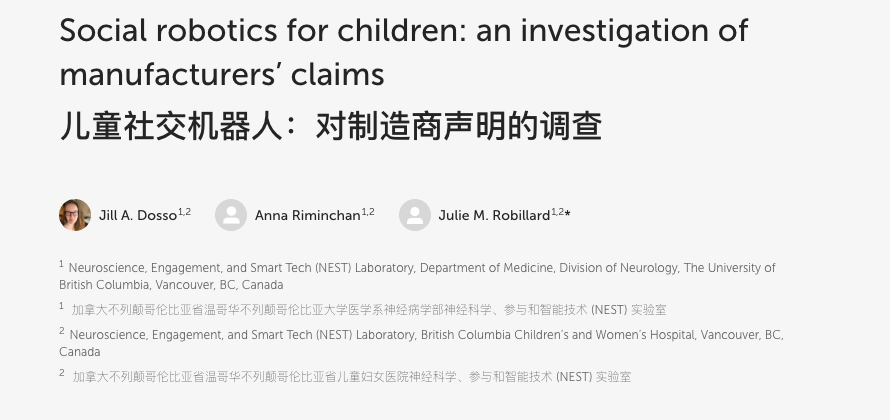 Social robotics for children: an investigation of
manufacturers’ claims
儿童社交机器人：对制造商声明的调查
Jill A. Dosso1,2 Anna Riminchan1,2 Julie M. Robillard1,2*
1 Neuroscience, Engagement, and Smart Tech (NEST) Laboratory, Department of Medicine, Division of Neurology, The University of
British Columbia, Vancouver, BC, Canada
1 加拿大不列颠哥伦比亚省温哥华不列颠哥伦比亚大学医学系神经病学部神经科学、参与和智能技术 (NEST) 实验室
2 Neuroscience, Engagement, and Smart Tech (NEST) Laboratory, British Columbia Children’s and Women’s Hospital, Vancouver, BC,
Canada
2 加拿大不列颠哥伦比亚省温哥华不列颠哥伦比亚省儿童妇女医院神经科学、参与和智能技术 (NEST) 实验室